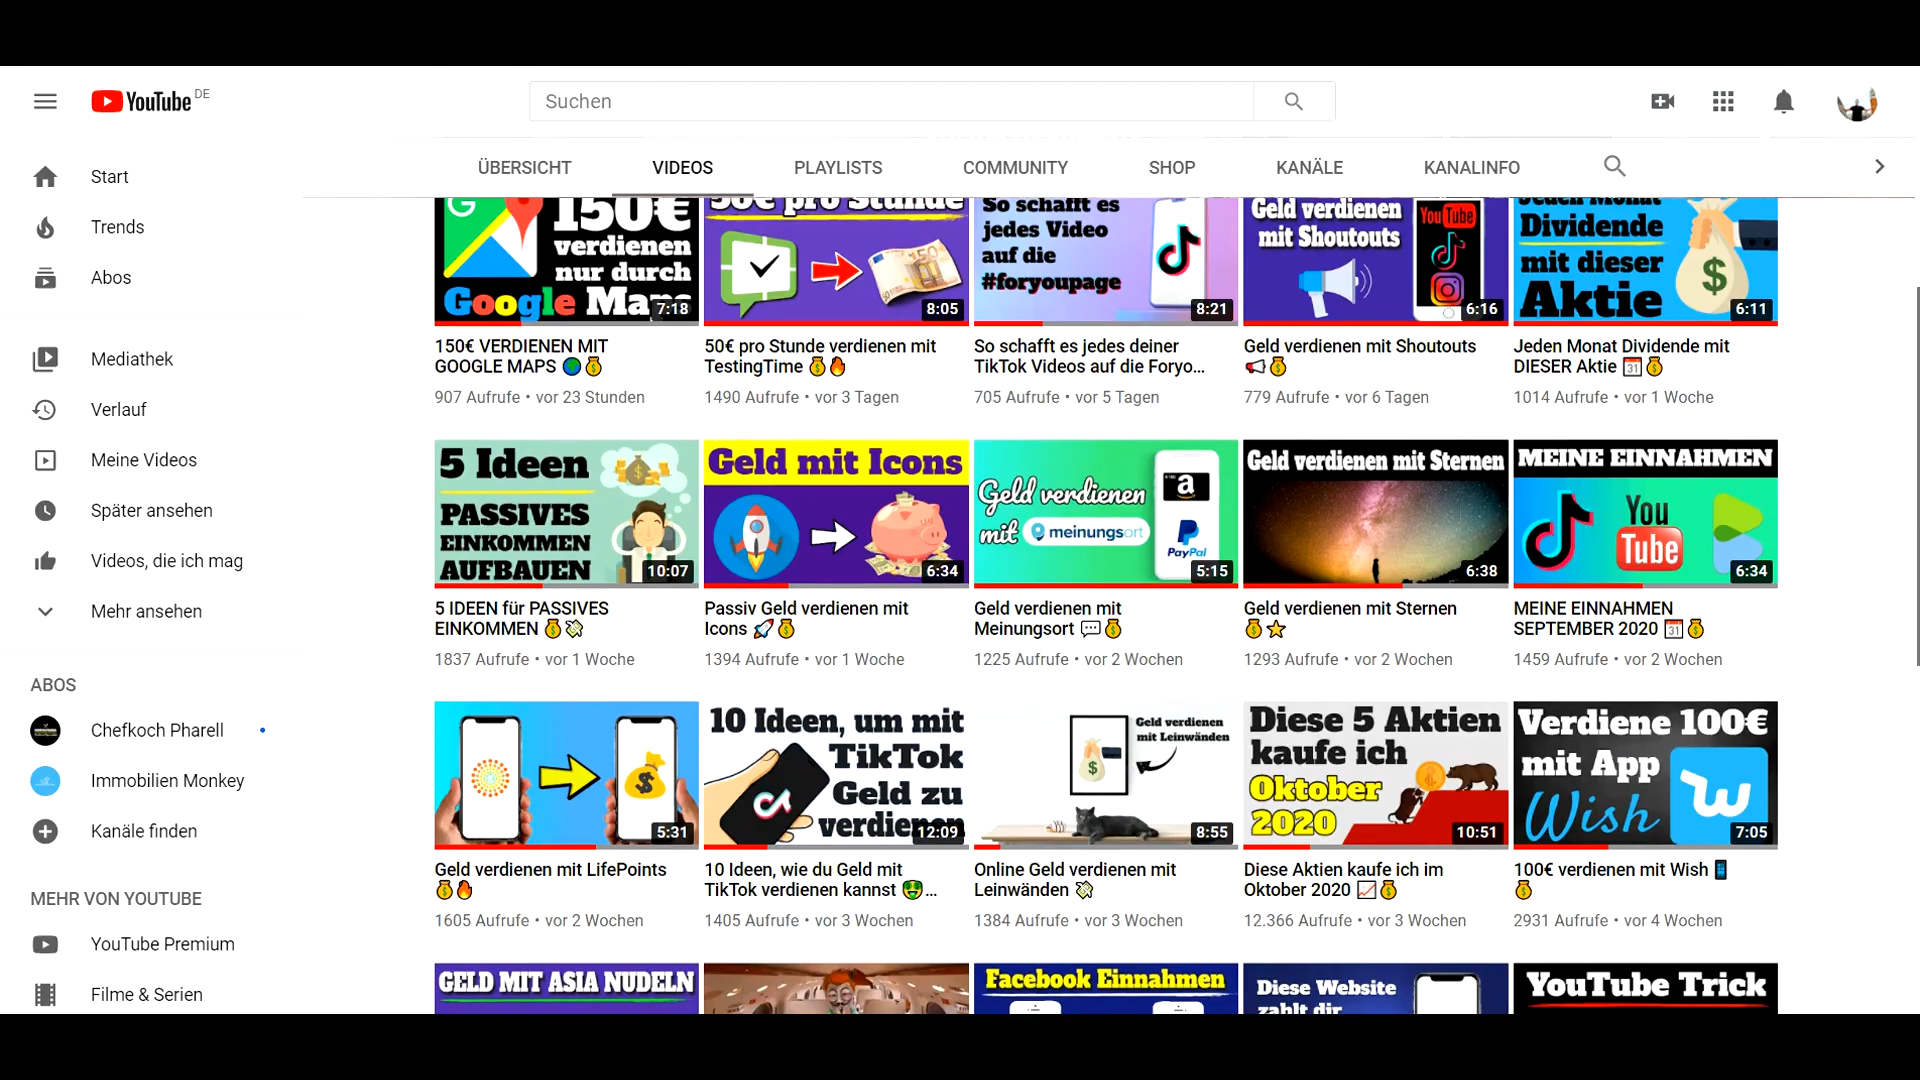 YouTube DE
Suchen
ÜBERSICHT VIDEOS PLAYLISTS COMMUNITY SHOP KANÄLE KANALINFO
Start
Trends
Abos
Mediathek
Verlauf
Meine Videos
Später ansehen
Videos, die ich mag
Mehr ansehen
ABOS
Chefkoch Pharell
Immobilien Monkey
Kanäle finden
MEHR VON YOUTUBE
YouTube Premium
Filme & Serien
G
150€
verdienen
nur durch
Google Maps
7:18
150€ VERDIENEN MIT
GOOGLE MAPS 🌍💰
907 Aufrufe • vor 23 Stunden
50€ pro Stunde
50
8:05
50€ pro Stunde verdienen mit
TestingTime 💰🔥
1490 Aufrufe • vor 3 Tagen
So schafft es
jedes Video
auf die
#foryoupage
8:21
So schafft es jedes deiner
TikTok Videos auf die Foryo...
705 Aufrufe • vor 5 Tagen
Geld verdienen
mit Shoutouts
YouTube
6:16
Geld verdienen mit Shoutouts
📢💰
779 Aufrufe • vor 6 Tagen
Jeden Monat
Dividende
mit dieser
Aktie
$
6:11
Jeden Monat Dividende mit
DIESER Aktie 📅💰
1014 Aufrufe • vor 1 Woche
5 Ideen
PASSIVES
EINKOMMEN
AUFBAUEN
10:07
5 IDEEN für PASSIVES
EINKOMMEN 💰💸
1837 Aufrufe • vor 1 Woche
Geld mit Icons
6:34
Passiv Geld verdienen mit
Icons 🚀💰
1394 Aufrufe • vor 1 Woche
Geld verdienen
mit meinungsort
a
PayPal
5:15
Geld verdienen mit
Meinungsort 💬💰
1225 Aufrufe • vor 2 Wochen
Geld verdienen mit Sternen
6:38
Geld verdienen mit Sternen
💰⭐
1293 Aufrufe • vor 2 Wochen
MEINE EINNAHMEN
You
Tube
6:34
MEINE EINNAHMEN
SEPTEMBER 2020 📅💰
1459 Aufrufe • vor 2 Wochen
$
5:31
Geld verdienen mit LifePoints
💰🔥
1605 Aufrufe • vor 2 Wochen
10 Ideen, um mit
TikTok
Geld zu
verdienen
12:09
10 Ideen, wie du Geld mit
TikTok verdienen kannst 🤑...
1405 Aufrufe • vor 3 Wochen
Geld verdienen
mit Leinwänden
$
8:55
Online Geld verdienen mit
Leinwänden 💸
1384 Aufrufe • vor 3 Wochen
Diese 5 Aktien
kaufe ich
Oktober
2020
10:51
Diese Aktien kaufe ich im
Oktober 2020 📈💰
12.366 Aufrufe • vor 3 Wochen
Verdiene 100€
mit App
Wish
7:05
100€ verdienen mit Wish 📱
💰
2931 Aufrufe • vor 4 Wochen
GELD MIT ASIA NUDELN
Facebook Einnahmen
Diese Website
zahlt dir
YouTube Trick